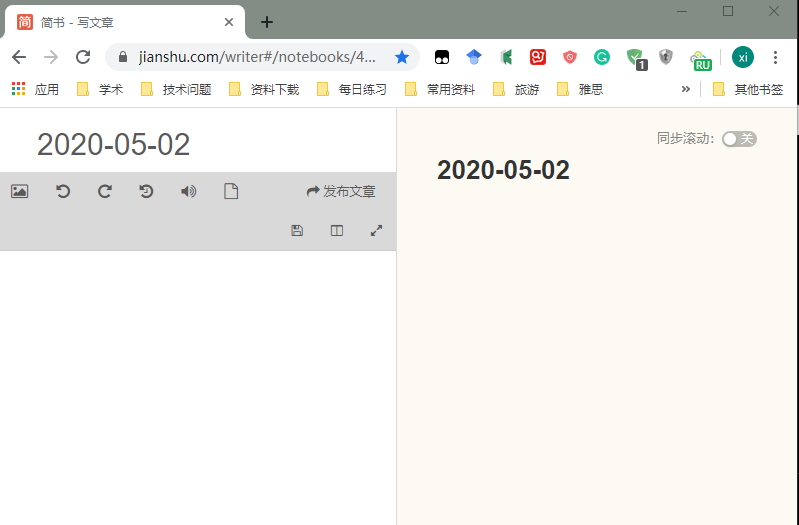 简 简书 - 写文章
jianshu.com/writer#/notebooks/4...
1
RU
xi
应用 学术 技术问题 资料下载 每日练习 常用资料 旅游 雅思 » 其他书签
2020-05-02
发布文章
同步滚动: 关
2020-05-02